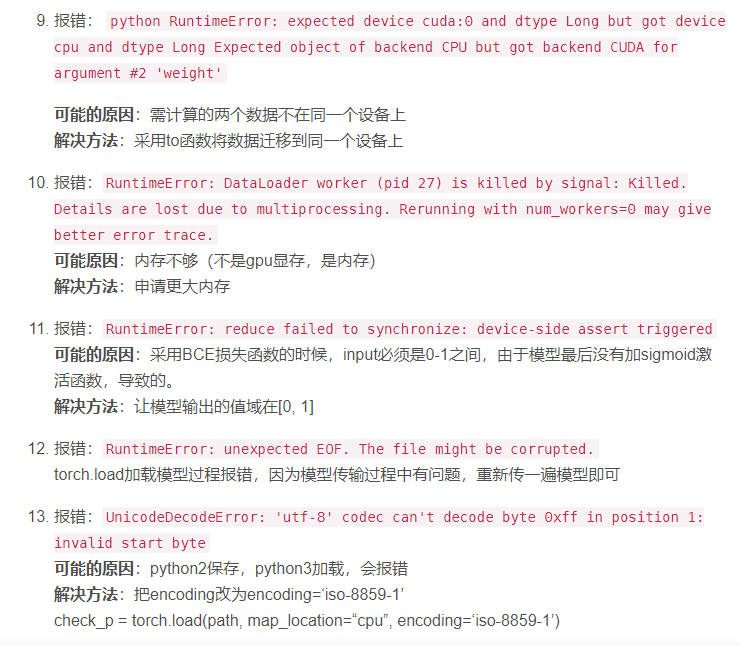 9. 报错： python RuntimeError: expected device cuda:0 and dtype Long but got device
cpu and dtype Long Expected object of backend CPU but got backend CUDA for
argument #2 'weight'
可能的原因：需计算的两个数据不在同一个设备上
解决方法：采用to函数将数据迁移到同一个设备上
10. 报错： RuntimeError: DataLoader worker (pid 27) is killed by signal: Killed.
Details are lost due to multiprocessing. Rerunning with num_workers=0 may give
better error trace.
可能原因：内存不够（不是gpu显存，是内存）
解决方法：申请更大内存
11. 报错： RuntimeError: reduce failed to synchronize: device-side assert triggered
可能的原因：采用BCE损失函数的时候，input必须是0-1之间，由于模型最后没有加sigmoid激
活函数，导致的。
解决方法：让模型输出的值域在[0, 1]
12. 报错： RuntimeError: unexpected EOF. The file might be corrupted.
torch.load加载模型过程报错，因为模型传输过程中有问题，重新传一遍模型即可
13. 报错： UnicodeDecodeError: 'utf-8' codec can't decode byte 0xff in position 1:
invalid start byte
可能的原因：python2保存，python3加载，会报错
解决方法：把encoding改为encoding=‘iso-8859-1’
check_p = torch.load(path, map_location=“cpu”, encoding=‘iso-8859-1’)